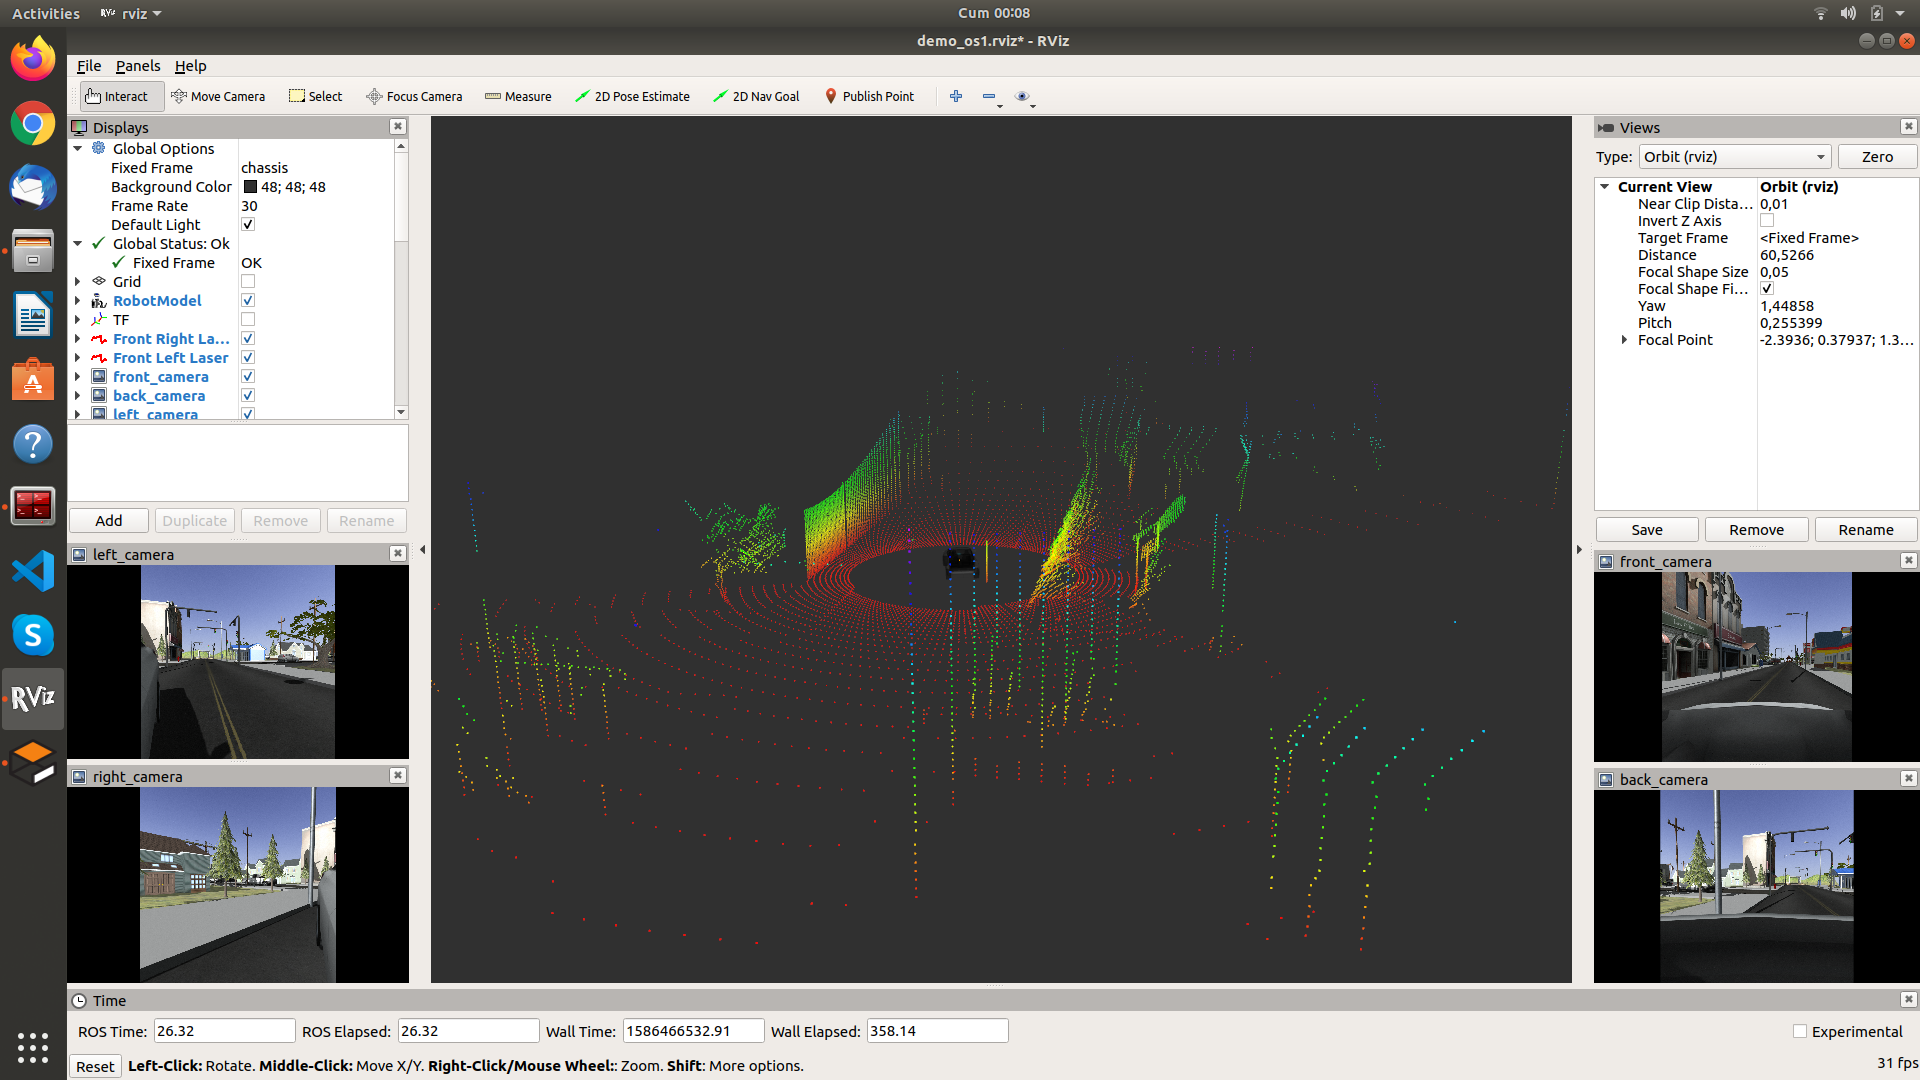 Activities
RViz rviz
Cum 00:08
demo_os1.rviz* - RViz
File Panels Help
Interact Move Camera Select Focus Camera Measure 2D Pose Estimate 2D Nav Goal Publish Point
Displays
Global Options
Fixed Frame chassis
Background Color 48; 48; 48
Frame Rate 30
Default Light
Global Status: Ok
Fixed Frame OK
Grid
RobotModel
TF
Front Right La...
Front Left Laser
front_camera
back_camera
left_camera
Add Duplicate Remove Rename
left_camera
right_camera
RViz
Views
Type: Orbit (rviz) Zero
Current View Orbit (rviz)
Near Clip Dista... 0,01
Invert Z Axis
Target Frame <Fixed Frame>
Distance 60,5266
Focal Shape Size 0,05
Focal Shape Fi...
Yaw 1,44858
Pitch 0,255399
Focal Point -2.3936; 0.37937; 1.3...
Save Remove Rename
front_camera
back_camera
Time
ROS Time: 26.32 ROS Elapsed: 26.32 Wall Time: 1586466532.91 Wall Elapsed: 358.14 Experimental
Reset Left-Click: Rotate. Middle-Click: Move X/Y. Right-Click/Mouse Wheel:: Zoom. Shift: More options. 31 fps